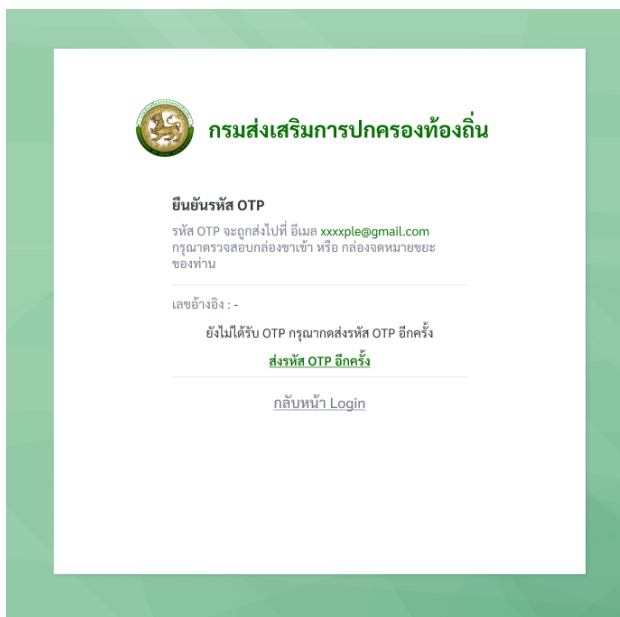 กรมส่งเสริมการปกครองท้องถิ่น
ยืนยันรหัส OTP
รหัส OTP จะถูกส่งไปที่ อีเมล xxxxple@gmail.com
กรุณาตรวจสอบกล่องขาเข้า หรือ กล่องจดหมายขยะ
ของท่าน
เลขอ้างอิง : -
ยังไม่ได้รับ OTP กรุณากดส่งรหัส OTP อีกครั้ง
ส่งรหัส OTP อีกครั้ง
กลับหน้า Login